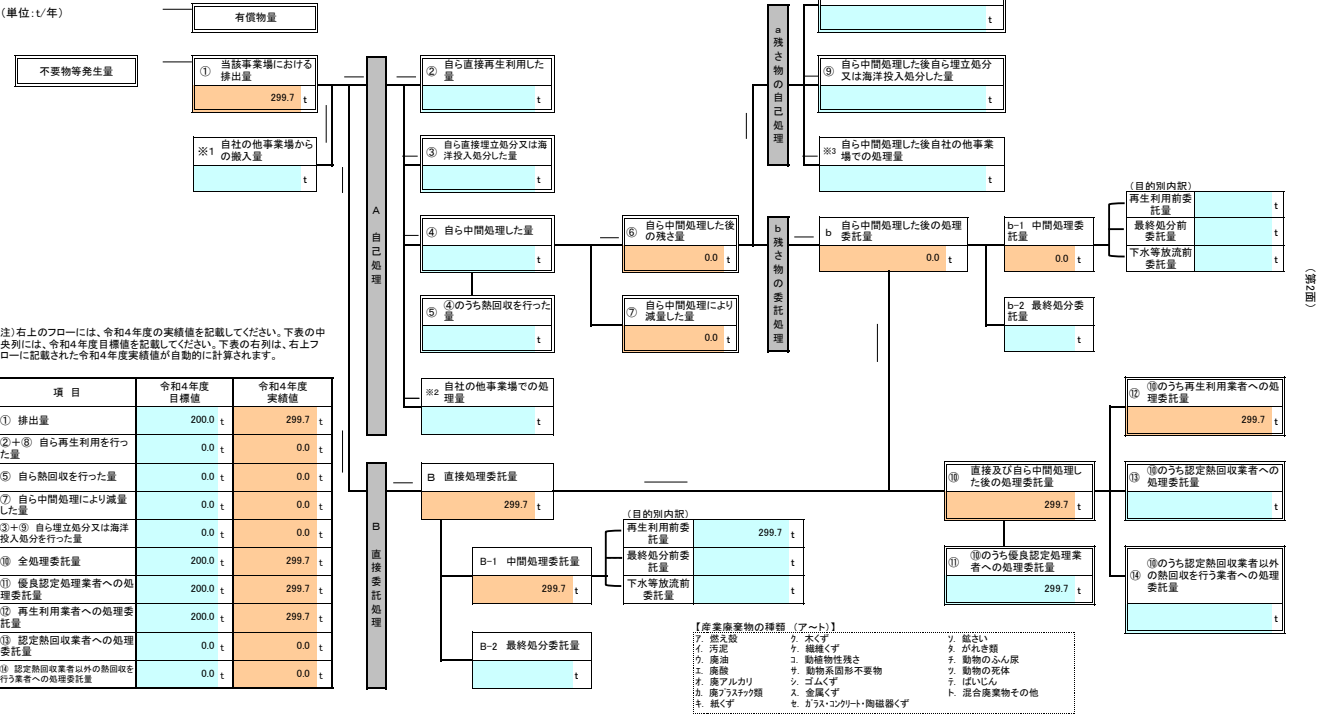 (単位:t/年)
有償物量
t
不要物等発生量
① 当該事業場における
排出量
299.7 t
※1 自社の他事業場から
の搬入量
t
A
自
己
処
理
② 自ら直接再生利用した
量
t
③ 自ら直接埋立処分又は海
洋投入処分した量
t
④ 自ら中間処理した量
t
⑤ ④のうち熱回収を行った
量
t
※2 自社の他事業場での処
理量
t
⑥ 自ら中間処理した後
の残さ量
0.0 t
⑦ 自ら中間処理により
減量した量
0.0 t
a
残
さ
物
の
自
己
処
理
⑨ 自ら中間処理した後自ら埋立処分
又は海洋投入処分した量
t
※3 自ら中間処理した後自社の他事業
場での処理量
t
b
残
さ
物
の
委
託
処
理
b 自ら中間処理した後の処理
委託量
0.0 t
b-1 中間処理委
託量
0.0 t
(目的別内訳)
再生利用前委
託量
t
最終処分前
委託量
t
下水等放流前
委託量
t
b-2 最終処分委
託量
t
(第2面)
注)右上のフローには、令和4年度の実績値を記載してください。下表の中
央列には、令和4年度目標値を記載してください。下表の右列は、右上フ
ローに記載された令和4年度実績値が自動的に計算されます。
項 目 令和4年度 令和4年度
目標値 実績値
① 排出量 200.0 t 299.7 t
②+⑧ 自ら再生利用を行っ
た量 0.0 t 0.0 t
⑤ 自ら熱回収を行った量 0.0 t 0.0 t
⑦ 自ら中間処理により減量
した量 0.0 t 0.0 t
③+⑨ 自ら埋立処分又は海洋
投入処分を行った量 0.0 t 0.0 t
⑩ 全処理委託量 200.0 t 299.7 t
⑪ 優良認定処理業者への処
理委託量 200.0 t 299.7 t
⑫ 再生利用業者への処理委
託量 200.0 t 299.7 t
⑬ 認定熱回収業者への処理
委託量 0.0 t 0.0 t
⑭ 認定熱回収業者以外の熱回収を
行う業者への処理委託量 0.0 t 0.0 t
B
直
接
委
託
処
理
B 直接処理委託量
299.7 t
B-1 中間処理委託量
299.7 t
(目的別内訳)
再生利用前委
託量
299.7 t
最終処分前委
託量
t
下水等放流前
委託量
t
B-2 最終処分委託量
t
⑩ 直接及び自ら中間処理し
た後の処理委託量
299.7 t
⑪ ⑩のうち優良認定処理業
者への処理委託量
299.7 t
⑫ ⑩のうち再生利用業者への処
理委託量
299.7 t
⑬ ⑩のうち認定熱回収業者への
処理委託量
t
⑭ ⑩のうち認定熱回収業者以外
の熱回収を行う業者への処理
委託量
t
【産業廃棄物の種類 (ア~ト)】
ア. 燃え殻 ク. 木くず ソ. 鉱さい
イ. 汚泥 ケ. 繊維くず タ. がれき類
ウ. 廃油 コ. 動植物性残さ チ. 動物のふん尿
エ. 廃酸 サ. 動物系固形不要物 ツ. 動物の死体
オ. 廃アルカリ シ. ゴムくず テ. ばいじん
カ. 廃プラスチック類 ス. 金属くず ト. 混合廃棄物その他
キ. 紙くず セ. ガラス・コンクリート・陶磁器くず